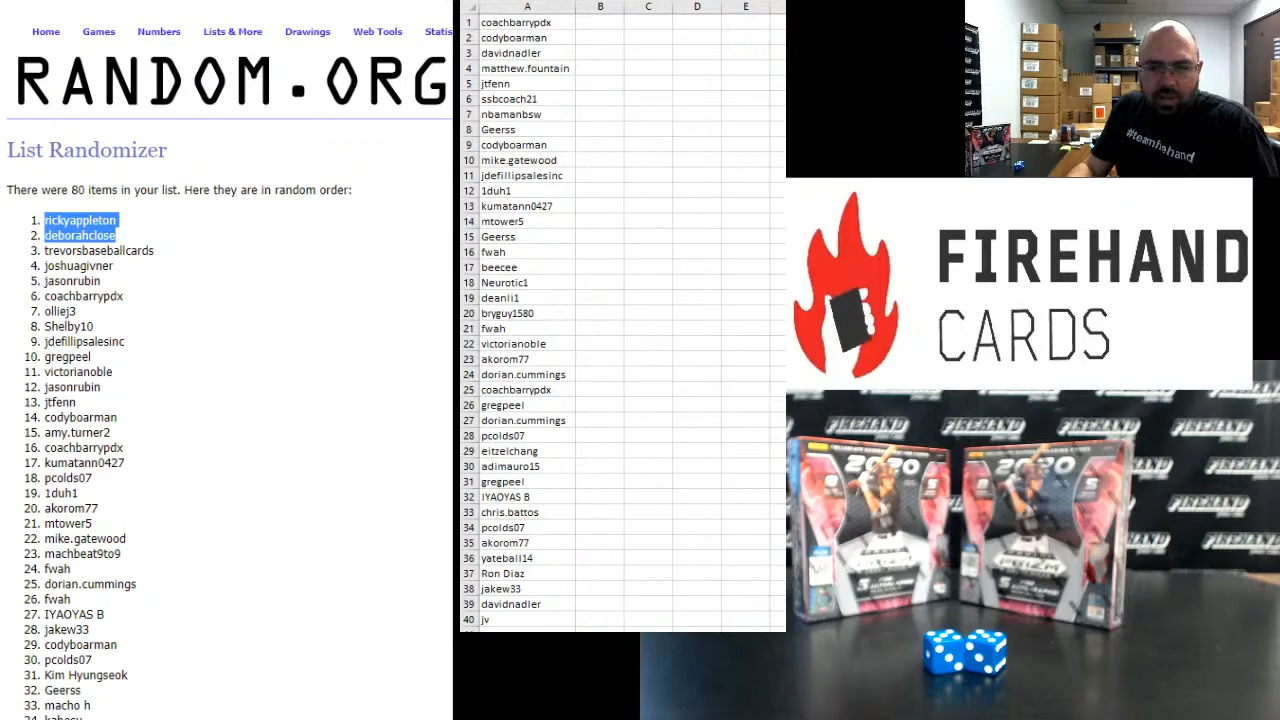 Home Games Numbers Lists & More Drawings Web Tools Statis
RANDOM.ORG
List Randomizer
There were 80 items in your list. Here they are in random order:
1. rickyappleton
2. deborahclose
3. trevorsbaseballcards
4. joshuagivner
5. jasonrubin
6. coachbarrypdx
7. olliej3
8. Shelby10
9. jdefillipsalesinc
10. gregpeel
11. victorianoble
12. jasonrubin
13. jtfenn
14. codyboarman
15. amy.turner2
16. coachbarrypdx
17. kumatann0427
18. pcolds07
19. 1duh1
20. akorom77
21. mtower5
22. mike.gatewood
23. machbeat9to9
24. fwah
25. dorian.cummings
26. fwah
27. IYAOYAS B
28. jakew33
29. codyboarman
30. pcolds07
31. Kim Hyungseok
32. Geerss
33. macho h
A B C D E
1 coachbarrypdx
2 codyboarman
3 davidnadler
4 matthew.fountain
5 jtfenn
6 ssbcoach21
7 nbamanbsw
8 Geerss
9 codyboarman
10 mike.gatewood
11 jdefillipsalesinc
12 1duh1
13 kumatann0427
14 mtower5
15 Geerss
16 fwah
17 beecee
18 Neurotic1
19 deanli1
20 bryguy1580
21 fwah
22 victorianoble
23 akorom77
24 dorian.cummings
25 coachbarrypdx
26 gregpeel
27 dorian.cummings
28 pcolds07
29 eitzelchang
30 adimauro15
31 gregpeel
32 IYAOYAS B
33 chris.battos
34 pcolds07
35 akorom77
36 yateball14
37 Ron Diaz
38 jakew33
39 davidnadler
40 jv
#teamfirehand
FIREHAND
CARDS
FIREHAND
FIREHAND
FIREHAND
2020
2020
PRIZM
PRIZM